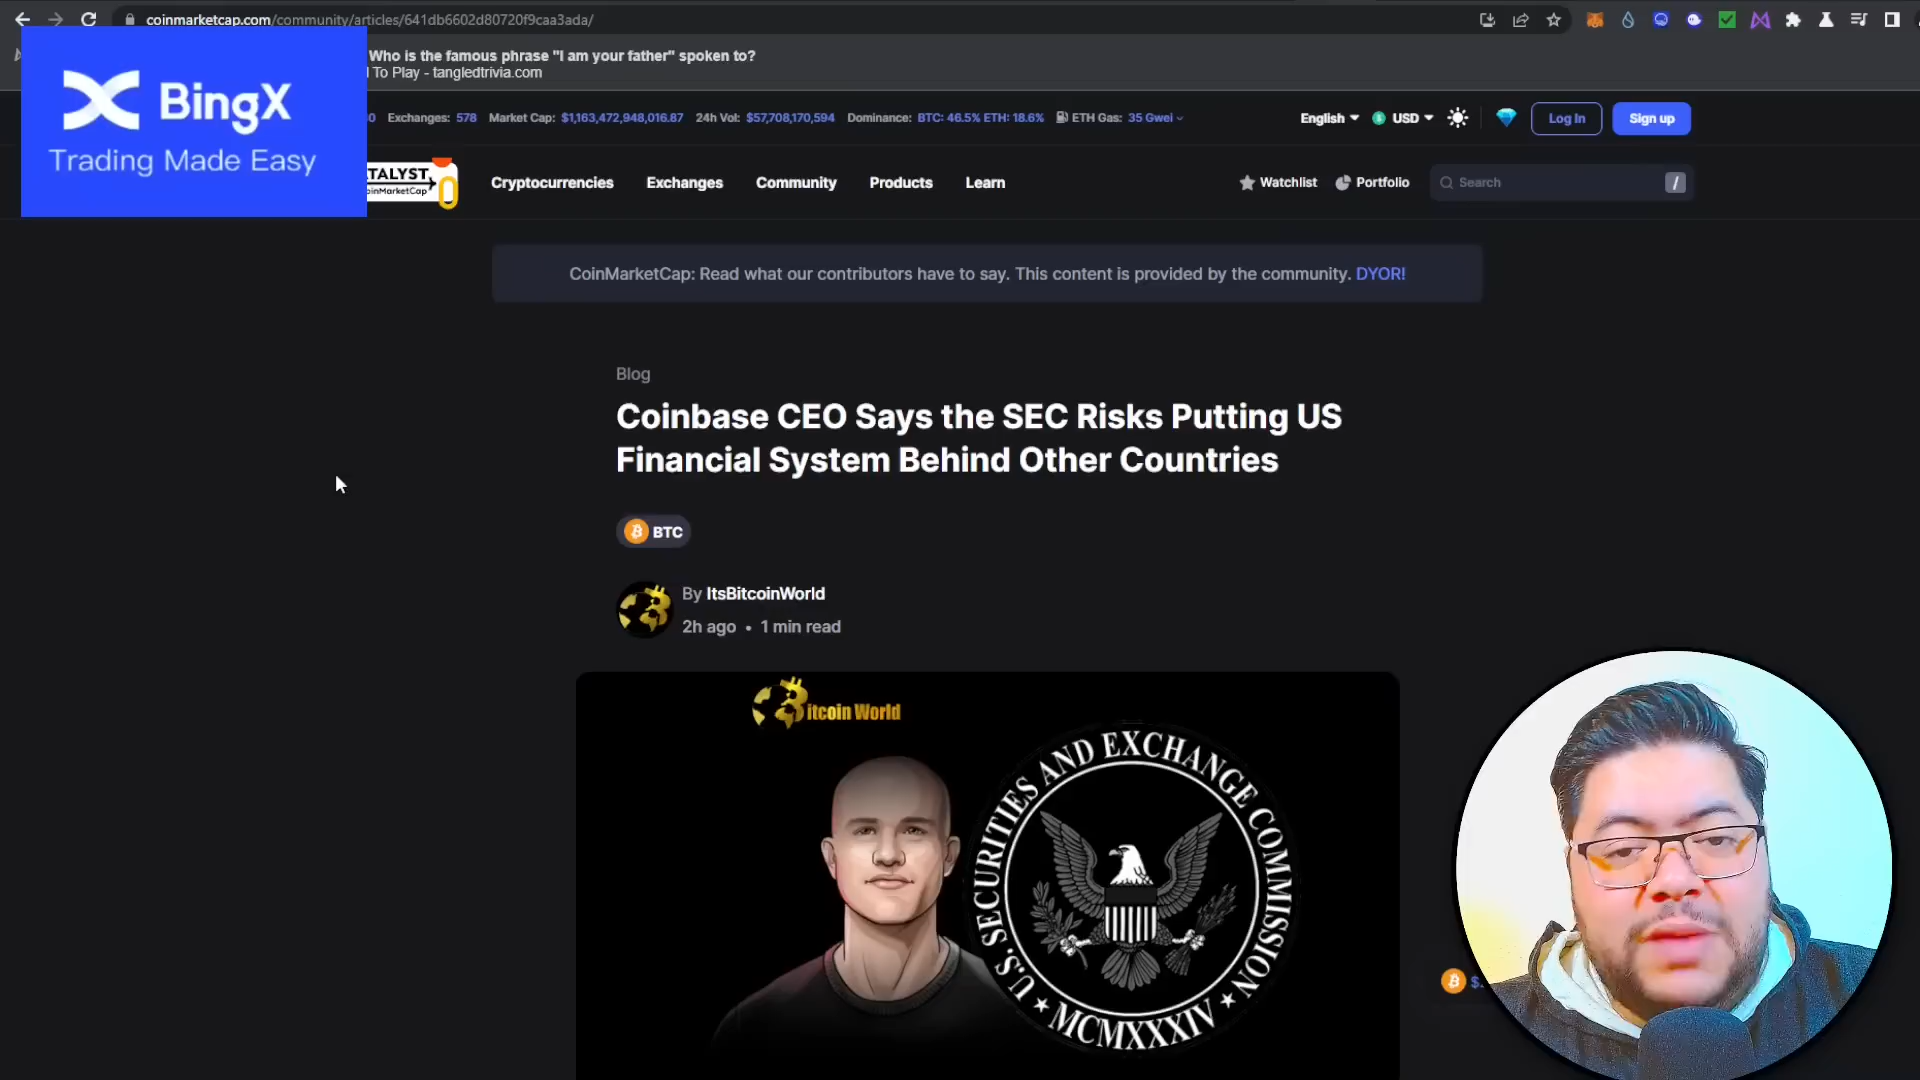 coinmarketcap.com/community/articles/641db6602d80720f9caa3ada/
Who is the famous phrase "I am your father" spoken to?
To Play - tangledtrivia.com
BingX
Trading Made Easy
Exchanges: 578 Market Cap: $1,163,472,948,016.87 24h Vol: $57,708,170,594 Dominance: BTC: 46.5% ETH: 18.6% ETH Gas: 35 Gwei
English USD Log In Sign up
TALYST
oinMarketCap
Cryptocurrencies Exchanges Community Products Learn
Watchlist Portfolio Search /
CoinMarketCap: Read what our contributors have to say. This content is provided by the community. DYOR!
Blog
Coinbase CEO Says the SEC Risks Putting US
Financial System Behind Other Countries
BTC
By ItsBitcoinWorld
2h ago • 1 min read
itcoin World
U.S. SECURITIES AND EXCHANGE COMMISSION
MCMXXXIV